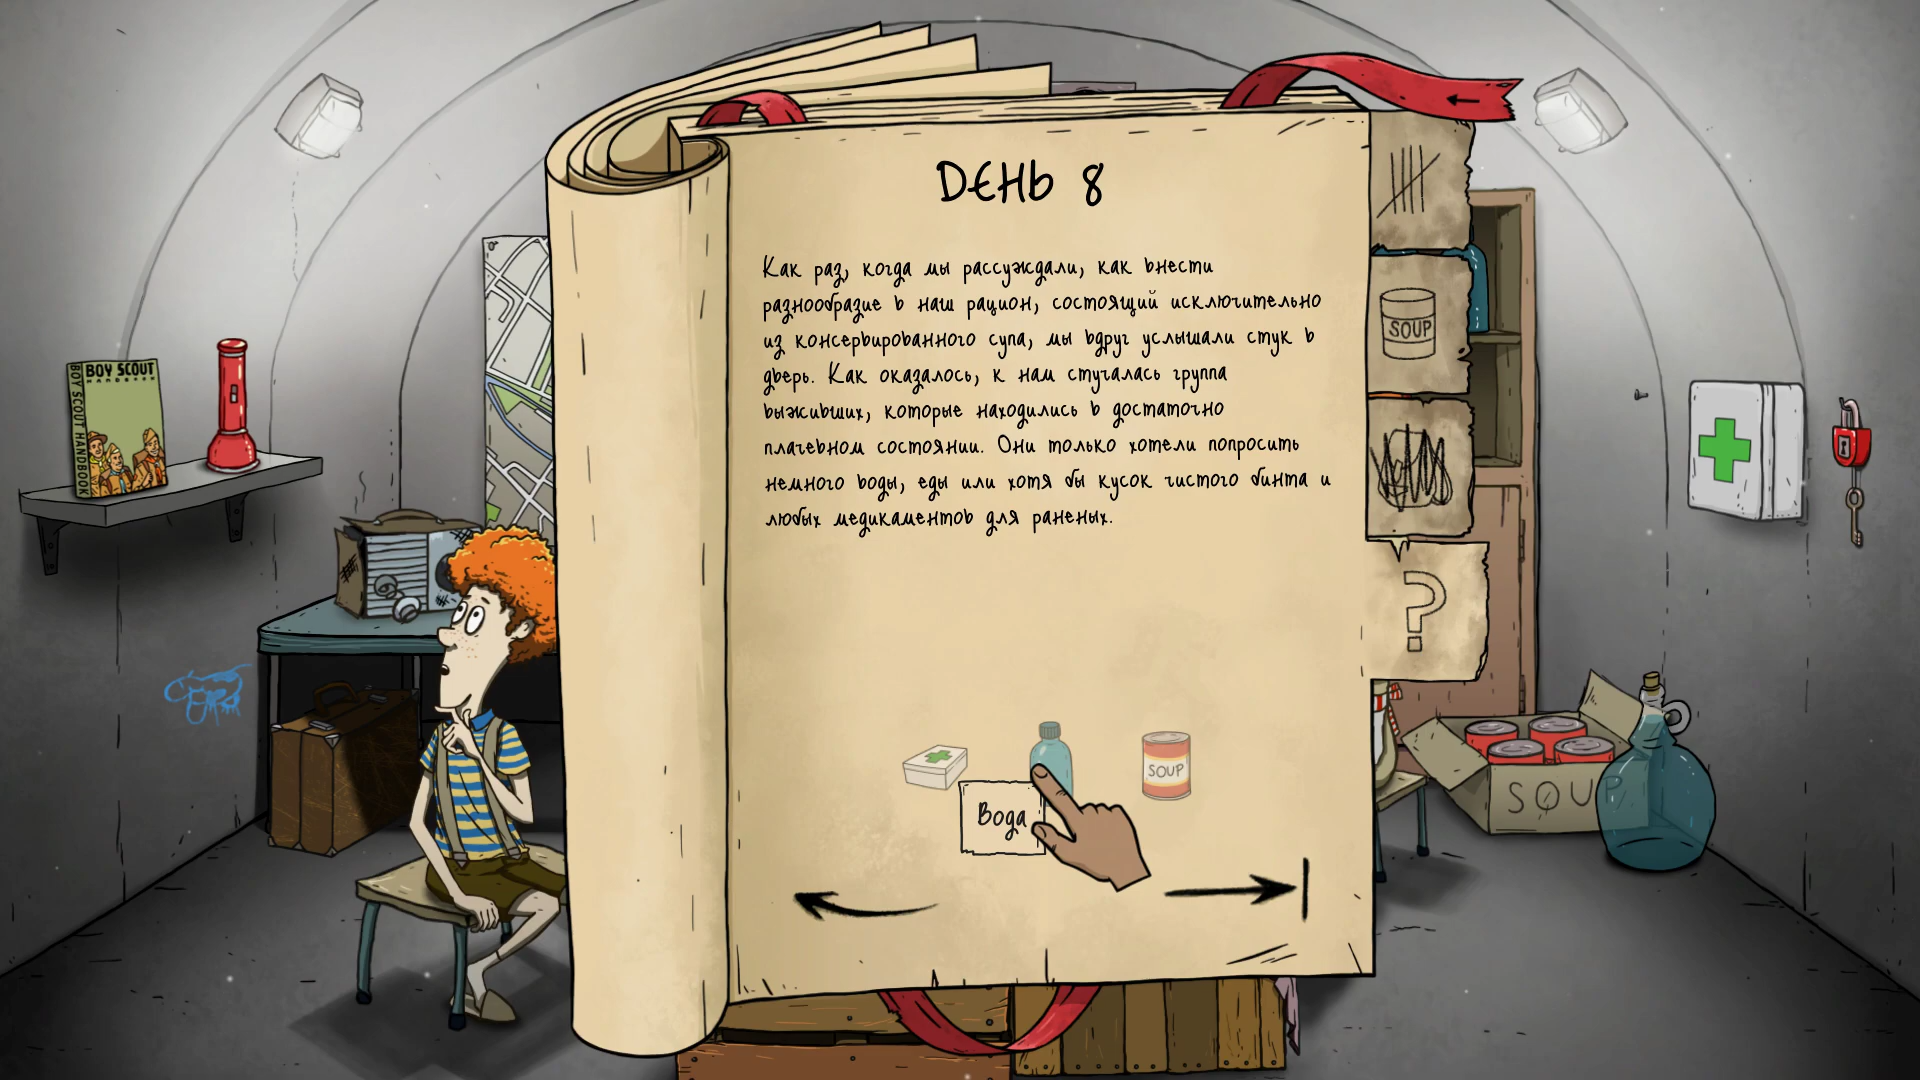 ДЕНЬ 8
Как раз, когда мы рассуждали, как внести
разнообразие в наш рацион, состоящий исключительно
из консервированного супа, мы вдруг услышали стук в
дверь. Как оказалось, к нам стучалась группа
выживших, которые находились в достаточно
плачевном состоянии. Они только хотели попросить
немного воды, еды или хотя бы кусок чистого бинта и
любых медикаментов для раненых.
SOUP
?
BOY SCOUT
HANDBOOK
BOY SCOUT HANDBOOK
SOUP
Вода
SOUP